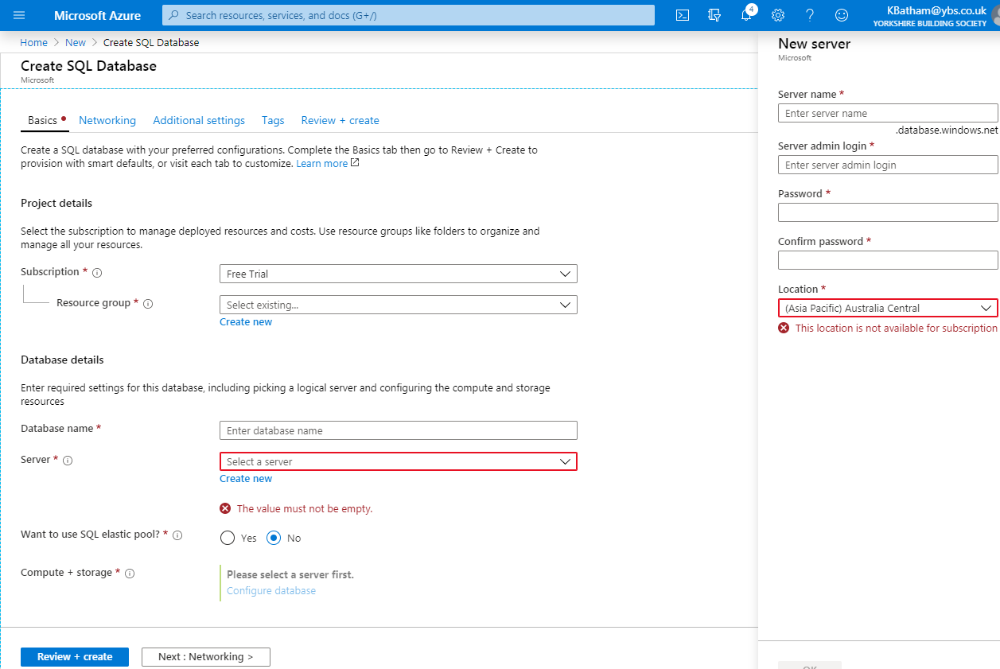 Microsoft Azure
Search resources, services, and docs (G+/)
4
KBatham@ybs.co.uk
YORKSHIRE BUILDING SOCIETY
Home > New > Create SQL Database
Create SQL Database
Microsoft
Basics Networking Additional settings Tags Review + create
Create a SQL database with your preferred configurations. Complete the Basics tab then go to Review + Create to
provision with smart defaults, or visit each tab to customize. Learn more
Project details
Select the subscription to manage deployed resources and costs. Use resource groups like folders to organize and
manage all your resources.
Subscription *
Free Trial
Resource group *
Select existing...
Create new
Database details
Enter required settings for this database, including picking a logical server and configuring the compute and storage
resources
Database name *
Enter database name
Server *
Select a server
Create new
The value must not be empty.
Want to use SQL elastic pool? *
Yes No
Compute + storage *
Please select a server first.
Configure database
Review + create
Next : Networking >
New server
Microsoft
Server name *
Enter server name
.database.windows.net
Server admin login *
Enter server admin login
Password *
Confirm password *
Location *
(Asia Pacific) Australia Central
This location is not available for subscription
OK